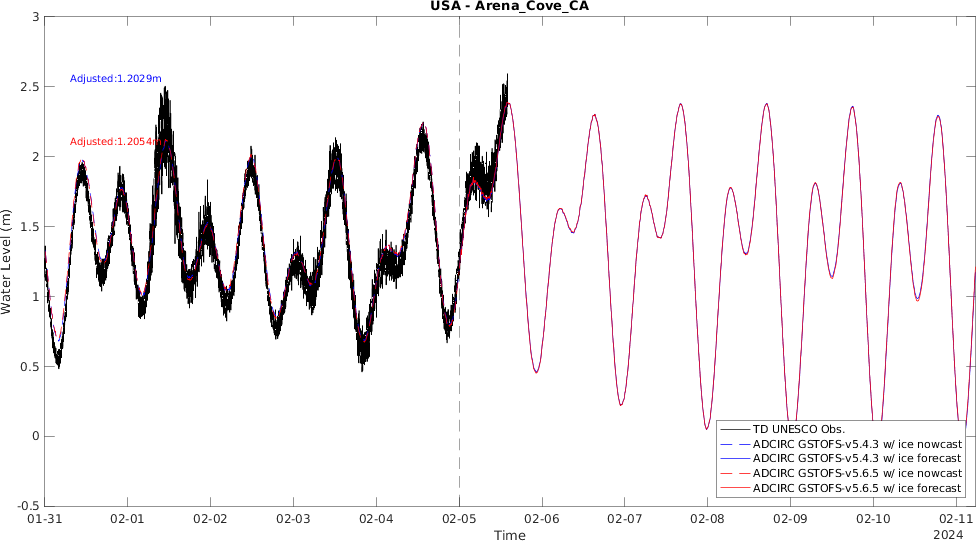 USA - Arena_Cove_CA
3
2.5
2
1.5
1
0.5
0
-0.5
Water Level (m)
Adjusted:1.2029m
Adjusted:1.2054m
TD UNESCO Obs.
ADCIRC GSTOFS-v5.4.3 w/ ice nowcast
ADCIRC GSTOFS-v5.4.3 w/ ice forecast
ADCIRC GSTOFS-v5.6.5 w/ ice nowcast
ADCIRC GSTOFS-v5.6.5 w/ ice forecast
01-31 02-01 02-02 02-03 02-04 02-05 02-06 02-07 02-08 02-09 02-10 02-11
Time
2024